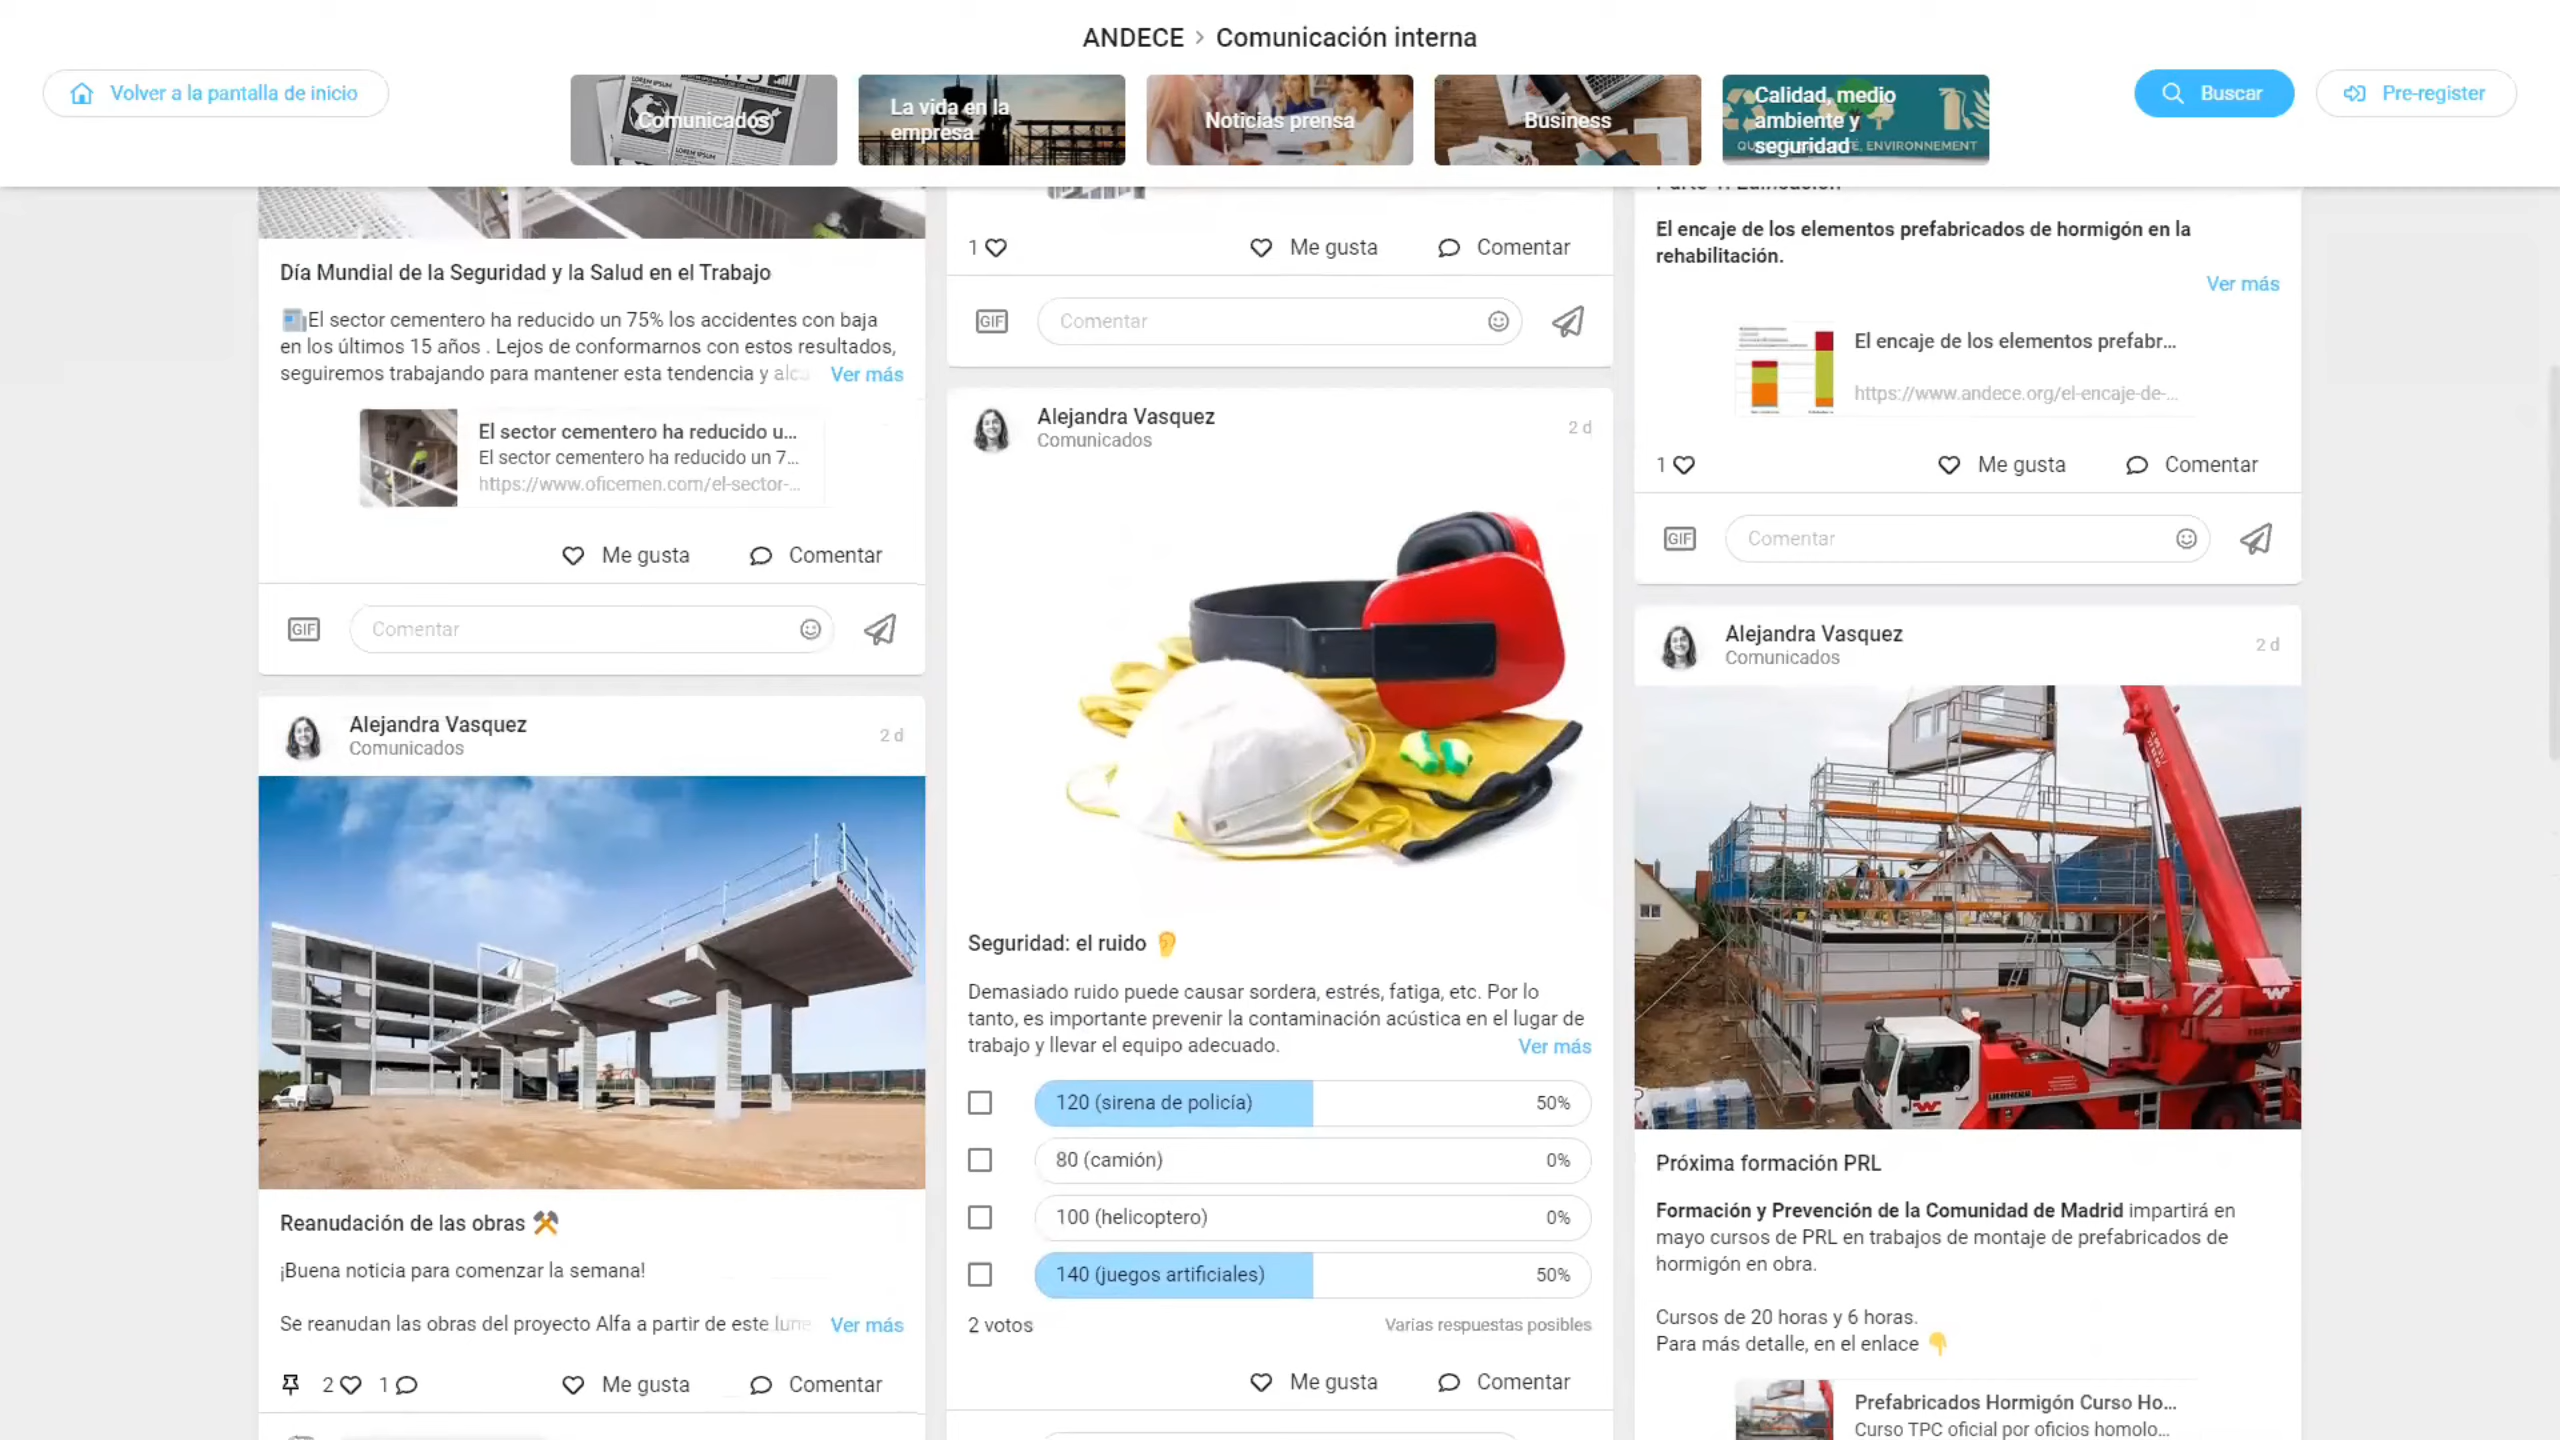 ANDECE > Comunicación interna
Volver a la pantalla de inicio
Comunicados
La vida en la
empresa
Noticias prensa
Business
Calidad, medio
ambiente y
seguridad
Buscar
Pre-register
Día Mundial de la Seguridad y la Salud en el Trabajo
El sector cementero ha reducido un 75% los accidentes con baja
en los últimos 15 años . Lejos de conformarnos con estos resultados,
seguiremos trabajando para mantener esta tendencia y
Ver más
El sector cementero ha reducido u...
El sector cementero ha reducido un 7...
https://www.oficemen.com/el-sector-...
Me gusta
Comentar
GIF
Comentar
Alejandra Vasquez
Comunicados
2 d
Reanudación de las obras
¡Buena noticia para comenzar la semana!
Se reanudan las obras del proyecto Alfa a partir de este
Ver más
2
1
Me gusta
Comentar
1
Me gusta
Comentar
GIF
Comentar
Alejandra Vasquez
Comunicados
2 d
Seguridad: el ruido
Demasiado ruido puede causar sordera, estrés, fatiga, etc. Por lo
tanto, es importante prevenir la contaminación acústica en el lugar de
trabajo y llevar el equipo adecuado.
Ver más
120 (sirena de policía) 50%
80 (camión) 0%
100 (helicoptero) 0%
140 (juegos artificiales) 50%
2 votos
Varias respuestas posibles
Me gusta
Comentar
El encaje de los elementos prefabricados de hormigón en la
rehabilitación.
Ver más
El encaje de los elementos prefabr...
https://www.andece.org/el-encaje-de-...
1
Me gusta
Comentar
GIF
Comentar
Alejandra Vasquez
Comunicados
2 d
LIEBHERR
Próxima formación PRL
Formación y Prevención de la Comunidad de Madrid impartirá en
mayo cursos de PRL en trabajos de montaje de prefabricados de
hormigón en obra.
Cursos de 20 horas y 6 horas.
Para más detalle, en el enlace
Prefabricados Hormigón Curso Ho...
Curso TPC oficial por oficios homolo...